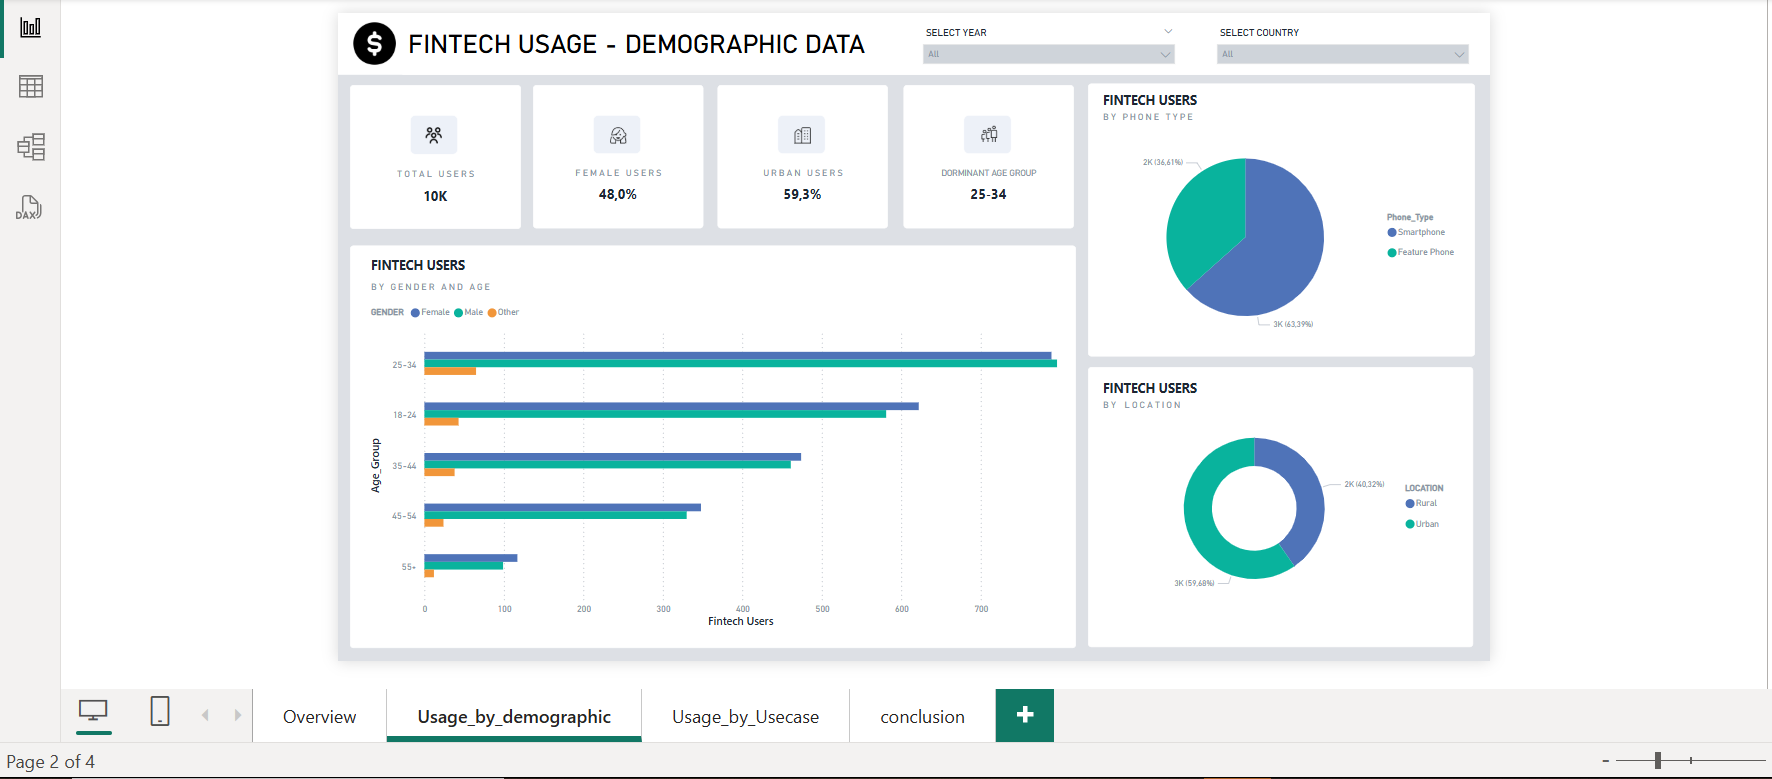 FINTECH USAGE - DEMOGRAPHIC DATA
SELECT YEAR
All
SELECT COUNTRY
All
TOTAL USERS
10K
FEMALE USERS
48,0%
URBAN USERS
59,3%
DORMINANT AGE GROUP
25-34
FINTECH USERS
BY PHONE TYPE
2K (36,61%)
3K (63,39%)
Phone_Type
Smartphone
Feature Phone
FINTECH USERS
BY GENDER AND AGE
GENDER Female Male Other
Age_Group
25-34
18-24
35-44
45-54
55+
0 100 200 300 400 500 600 700
Fintech Users
FINTECH USERS
BY LOCATION
2K (40,32%)
3K (59,68%)
LOCATION
Rural
Urban
DAX
Overview
Usage_by_demographic
Usage_by_Usecase
conclusion
Page 2 of 4